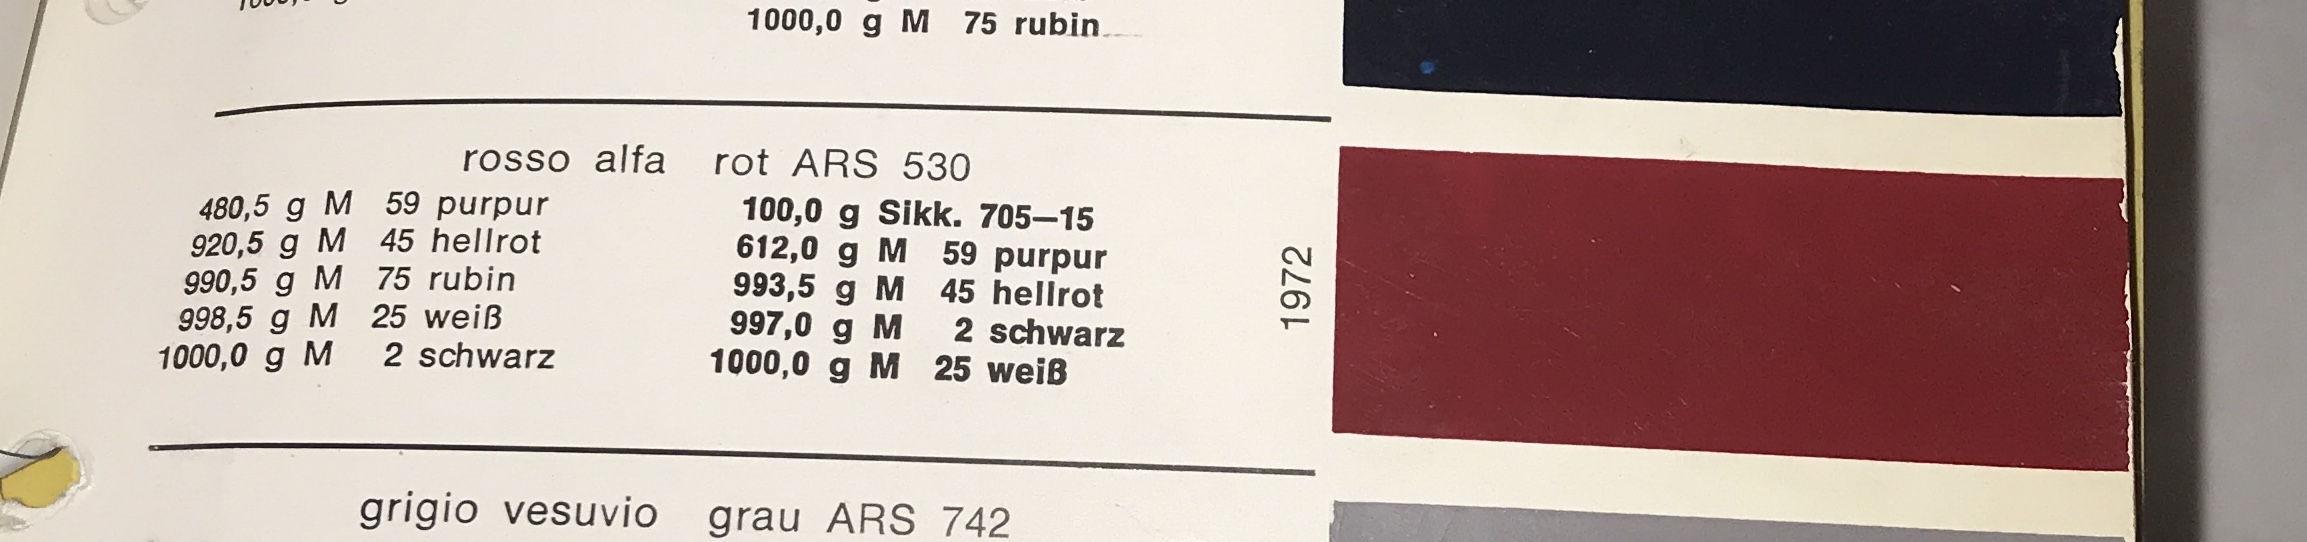 1000,0 g M 75 rubin
rosso alfa rot ARS 530
480,5 g M 59 purpur
920,5 g M 45 hellrot
990,5 g M 75 rubin
998,5 g M 25 weiß
1000,0 g M 2 schwarz
100,0 g Sikk. 705–15
612,0 g M 59 purpur
993,5 g M 45 hellrot
997,0 g M 2 schwarz
1000,0 g M 25 weiß
1972
grigio vesuvio grau ARS 742